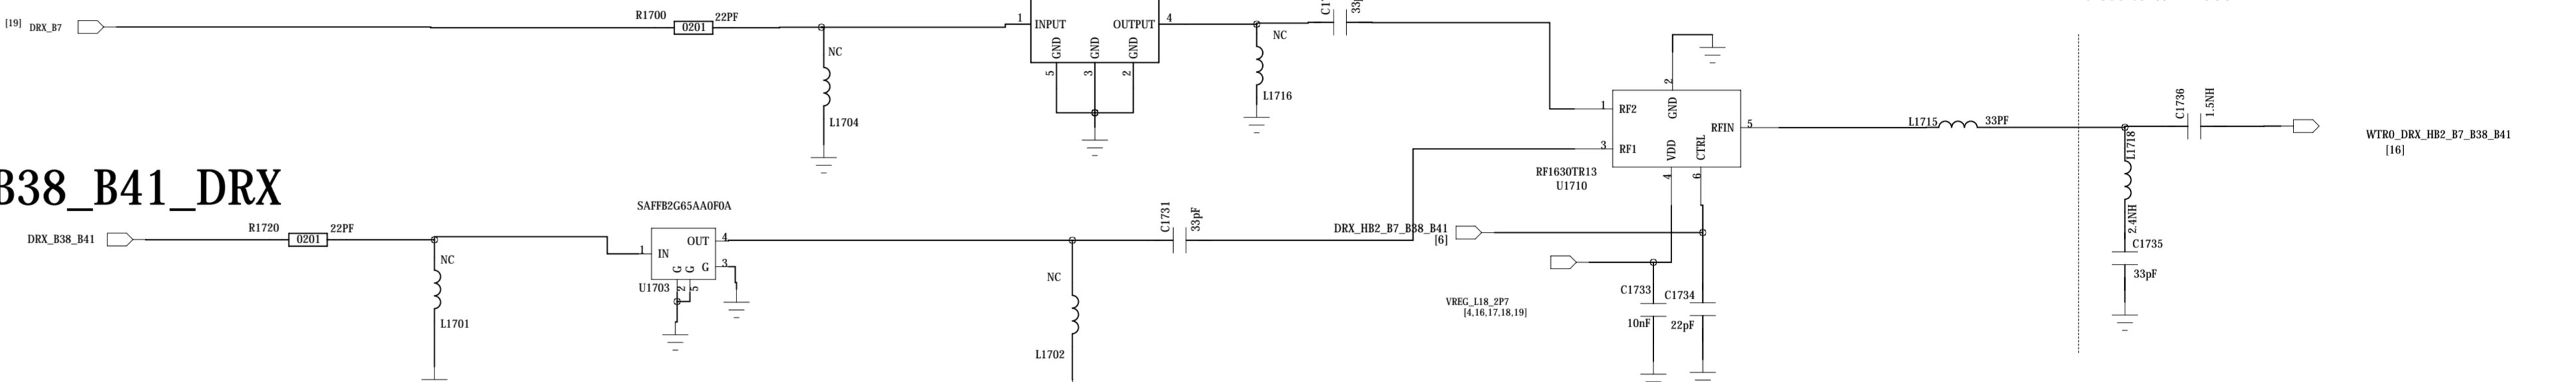 [19] DRX_B7
R1700
0201
22PF
NC
L1704
1
INPUT
OUTPUT
4
GND
GND
GND
5
3
2
NC
L1716
1
RF2
3
RF1
2
GND
VDD
CTRL
4
6
RFIN
5
RF1630TR13
U1710
L1715
33PF
C1736
1.5NH
L1718
2.4NH
C1735
33pF
WTR0_DRX_HB2_B7_B38_B41
[16]
B38_B41_DRX
DRX_B38_B41
R1720
0201
22PF
NC
L1701
SAFFB2G65AA0F0A
1
IN
OUT
4
G
G
G
3
2
5
U1703
NC
L1702
C1731
33pF
DRX_HB2_B7_B38_B41
[6]
VREG_L18_2P7
[4,16,17,18,19]
C1733
10nF
C1734
22pF